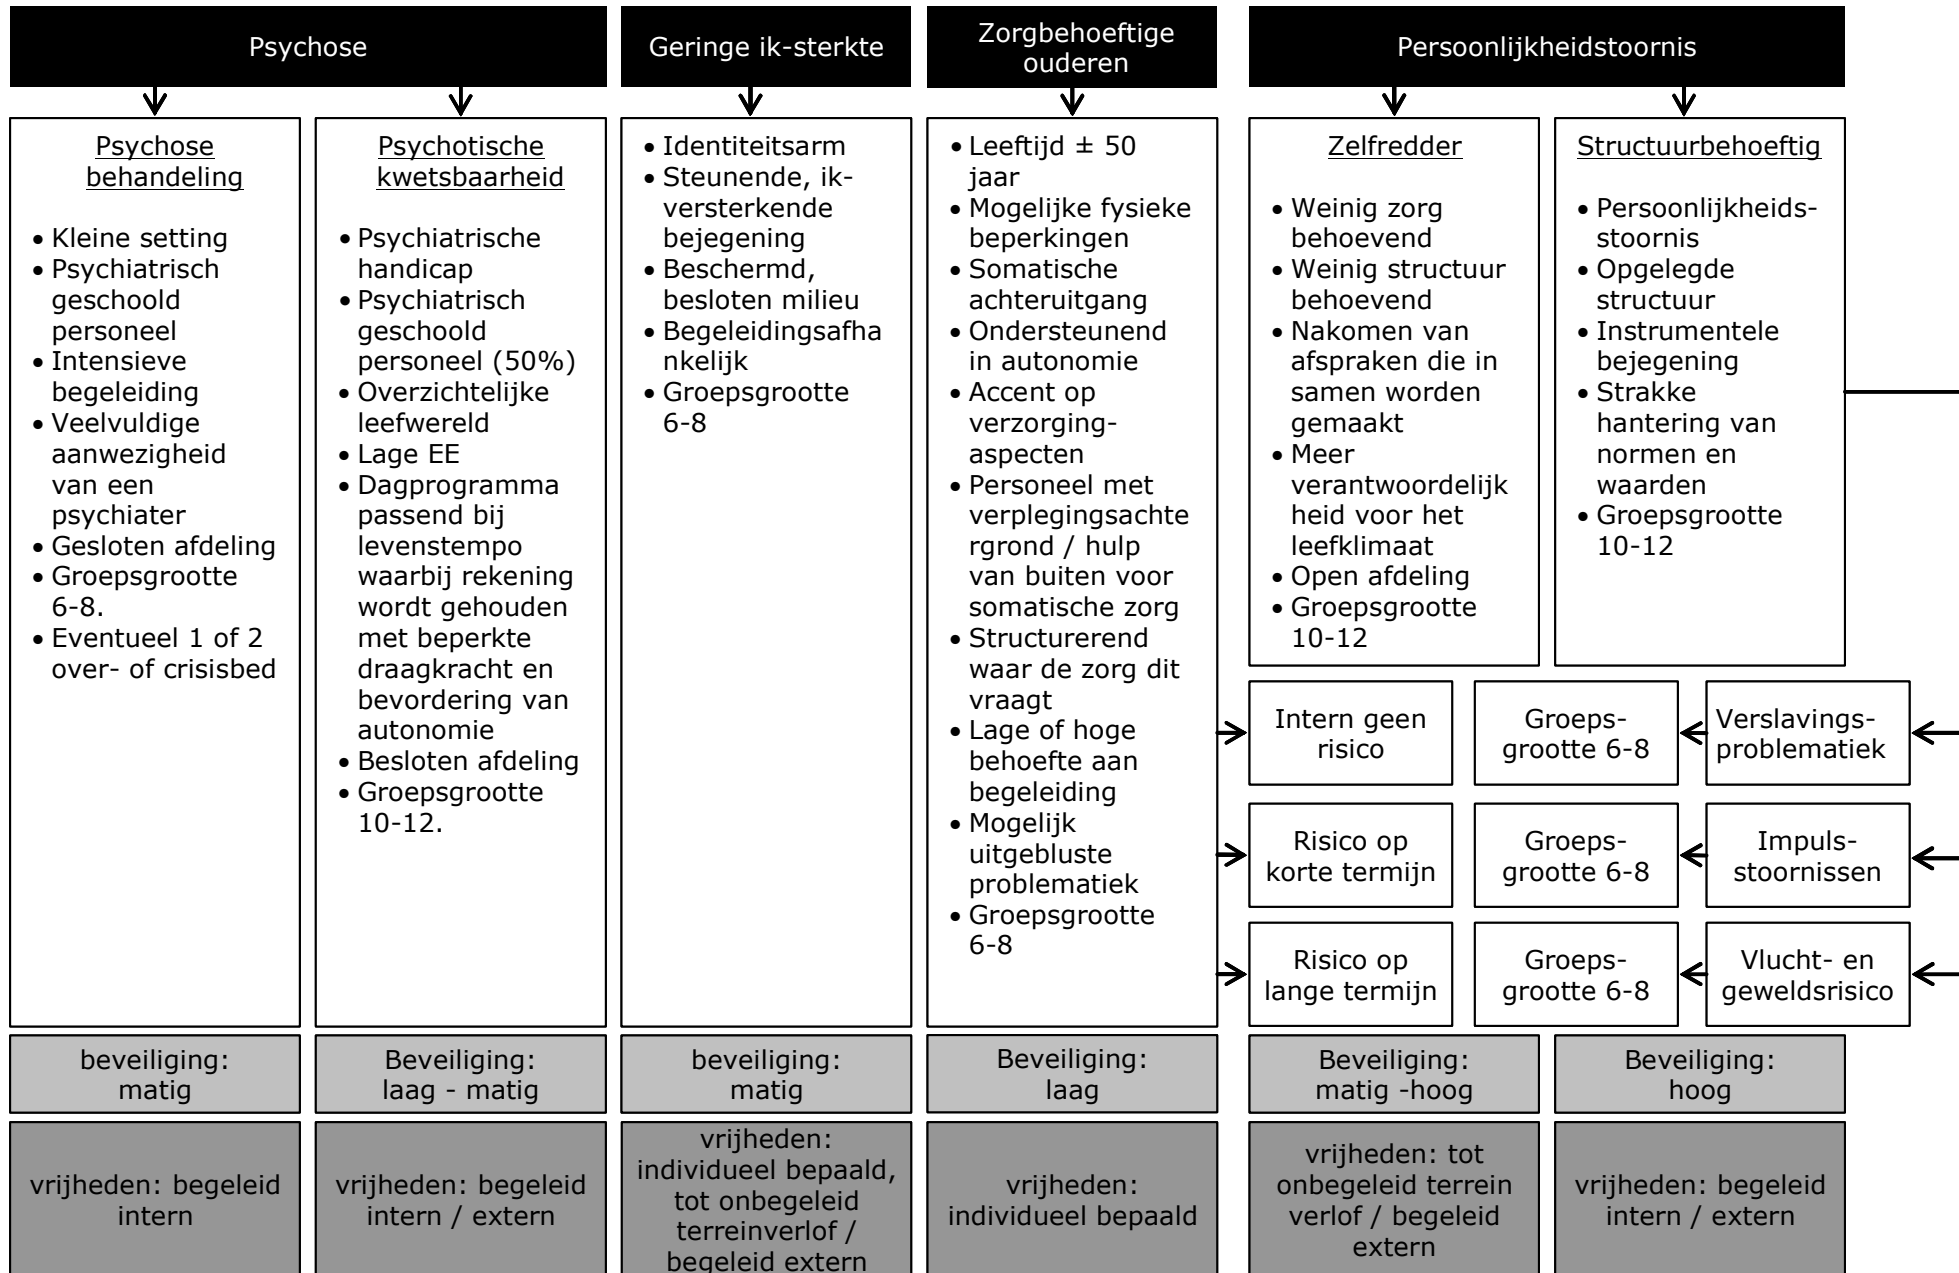 Psychose
Geringe ik-sterkte
Zorgbehoeftige
ouderen
Persoonlijkheidstoornis
Psychose
behandeling
• Kleine setting
• Psychiatrisch
geschoold
personeel
• Intensieve
begeleiding
• Veelvuldige
aanwezigheid
van een
psychiater
• Gesloten afdeling
• Groepsgrootte
6-8.
• Eventueel 1 of 2
over- of crisisbed
Psychotische
kwetsbaarheid
• Psychiatrische
handicap
• Psychiatrisch
geschoold
personeel (50%)
• Overzichtelijke
leefwereld
• Lage EE
• Dagprogramma
passend bij
levenstempo
waarbij rekening
wordt gehouden
met beperkte
draagkracht en
bevordering van
autonomie
• Besloten afdeling
• Groepsgrootte
10-12.
• Identiteitsarm
• Steunende, ik-
versterkende
bejegening
• Beschermd,
besloten milieu
• Begeleidingsafha
nkelijk
• Groepsgrootte
6-8
• Leeftijd ± 50
jaar
• Mogelijke fysieke
beperkingen
• Somatische
achteruitgang
• Ondersteunend
in autonomie
• Accent op
verzorging-
aspecten
• Personeel met
verplegingsachte
rgrond / hulp
van buiten voor
somatische zorg
• Structurerend
waar de zorg dit
vraagt
• Lage of hoge
behoefte aan
begeleiding
• Mogelijk
uitgebluste
problematiek
• Groepsgrootte
6-8
Zelfredder
• Weinig zorg
behoevend
• Weinig structuur
behoevend
• Nakomen van
afspraken die in
samen worden
gemaakt
• Meer
verantwoordelijk
heid voor het
leefklimaat
• Open afdeling
• Groepsgrootte
10-12
Structuurbehoeftig
• Persoonlijkheids-
stoornis
• Opgelegde
structuur
• Instrumentele
bejegening
• Strakke
hantering van
normen en
waarden
• Groepsgrootte
10-12
Intern geen
risico
Groeps-
grootte 6-8
Verslavings-
problematiek
Risico op
korte termijn
Groeps-
grootte 6-8
Impuls-
stoornissen
Risico op
lange termijn
Groeps-
grootte 6-8
Vlucht- en
geweldsrisico
beveiliging:
matig
Beveiliging:
laag - matig
beveiliging:
matig
Beveiliging:
laag
Beveiliging:
matig -hoog
Beveiliging:
hoog
vrijheden: begeleid
intern
vrijheden: begeleid
intern / extern
vrijheden:
individueel bepaald,
tot onbegeleid
terreinverlof /
begeleid extern
vrijheden:
individueel bepaald
vrijheden: tot
onbegeleid terrein
verlof / begeleid
extern
vrijheden: begeleid
intern / extern